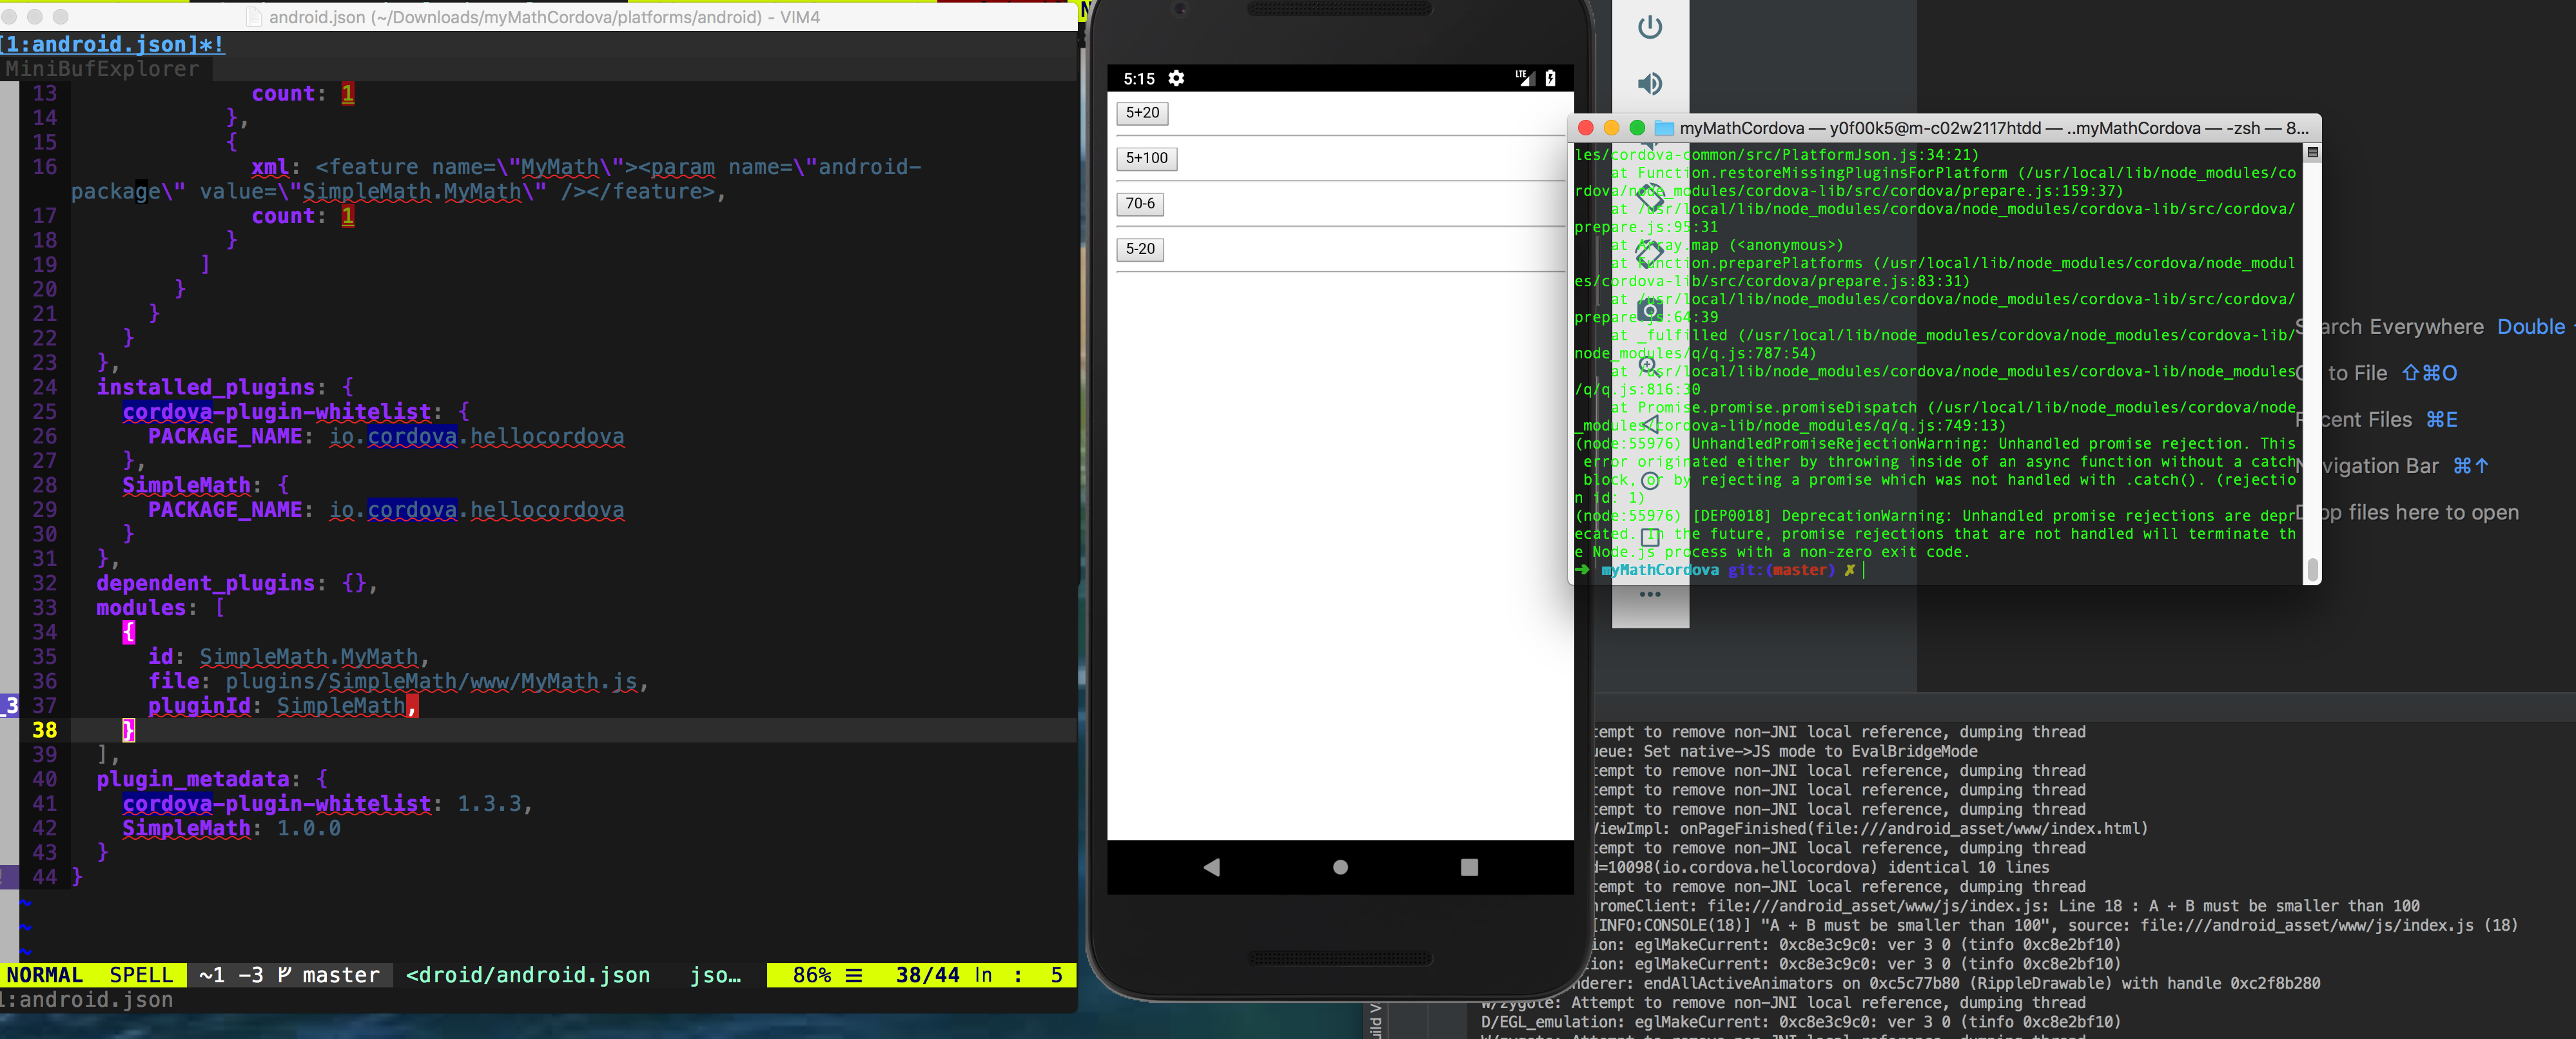 android.json (~/Downloads/myMathCordova/platforms/android) - VIM4
[1:android.json]*!
MiniBufExplorer
13 count: 1
14 },
15 {
16 xml: <feature name=\"MyMath\"><param name=\"android-
package\" value=\"SimpleMath.MyMath\" /></feature>,
17 count: 1
18 }
19 ]
20 }
21 }
22 }
23 },
24 installed_plugins: {
25 cordova-plugin-whitelist: {
26 PACKAGE_NAME: io.cordova.hellocordova
27 },
28 SimpleMath: {
29 PACKAGE_NAME: io.cordova.hellocordova
30 }
31 },
32 dependent_plugins: {},
33 modules: [
34 {
35 id: SimpleMath.MyMath,
36 file: plugins/SimpleMath/www/MyMath.js,
_3 37 pluginId: SimpleMath,
38 }
39 ],
40 plugin_metadata: {
41 cordova-plugin-whitelist: 1.3.3,
42 SimpleMath: 1.0.0
43 }
44 }
~
~
~
NORMAL SPELL ~1 -3 master <droid/android.json jso… 86% ☰ 38/44 ln : 5
1:android.json
5:15 LTE
5+20
5+100
70-6
5-20
myMathCordova — y0f00k5@m-c02w2117htdd — ..myMathCordova — -zsh — 8...
les/cordova-common/src/PlatformJson.js:34:21)
at Function.restoreMissingPluginsForPlatform (/usr/local/lib/node_modules/co
rdova/node_modules/cordova-lib/src/cordova/prepare.js:159:37)
at /usr/local/lib/node_modules/cordova/node_modules/cordova-lib/src/cordova/
prepare.js:95:31
at Array.map (<anonymous>)
at Function.preparePlatforms (/usr/local/lib/node_modules/cordova/node_modul
es/cordova-lib/src/cordova/prepare.js:83:31)
at /usr/local/lib/node_modules/cordova/node_modules/cordova-lib/src/cordova/
prepare.js:64:39
at _fulfilled (/usr/local/lib/node_modules/cordova/node_modules/cordova-lib/
node_modules/q/q.js:787:54)
at /usr/local/lib/node_modules/cordova/node_modules/cordova-lib/node_modules
/q/q.js:816:30
at Promise.promise.promiseDispatch (/usr/local/lib/node_modules/cordova/node
_modules/cordova-lib/node_modules/q/q.js:749:13)
(node:55976) UnhandledPromiseRejectionWarning: Unhandled promise rejection. This
error originated either by throwing inside of an async function without a catch
block, or by rejecting a promise which was not handled with .catch(). (rejectio
n id: 1)
(node:55976) [DEP0018] DeprecationWarning: Unhandled promise rejections are depr
ecated. In the future, promise rejections that are not handled will terminate th
e Node.js process with a non-zero exit code.
➜ myMathCordova git:(master) ✗
Search Everywhere Double
to File ⇧⌘O
Recent Files ⌘E
Navigation Bar ⌘↑
Drop files here to open
tempt to remove non-JNI local reference, dumping thread
ueue: Set native->JS mode to EvalBridgeMode
tempt to remove non-JNI local reference, dumping thread
tempt to remove non-JNI local reference, dumping thread
tempt to remove non-JNI local reference, dumping thread
ViewImpl: onPageFinished(file:///android_asset/www/index.html)
tempt to remove non-JNI local reference, dumping thread
d=10098(io.cordova.hellocordova) identical 10 lines
tempt to remove non-JNI local reference, dumping thread
romeClient: file:///android_asset/www/js/index.js: Line 18 : A + B must be smaller than 100
[INFO:CONSOLE(18)] "A + B must be smaller than 100", source: file:///android_asset/www/js/index.js (18)
ion: eglMakeCurrent: 0xc8e3c9c0: ver 3 0 (tinfo 0xc8e2bf10)
ion: eglMakeCurrent: 0xc8e3c9c0: ver 3 0 (tinfo 0xc8e2bf10)
nderer: endAllActiveAnimators on 0xc5c77b80 (RippleDrawable) with handle 0xc2f8b280
W/zygote: Attempt to remove non-JNI local reference, dumping thread
D/EGL_emulation: eglMakeCurrent: 0xc8e3c9c0: ver 3 0 (tinfo 0xc8e2bf10)
W/zygote: Attempt to remove non-JNI local reference, dumping thread